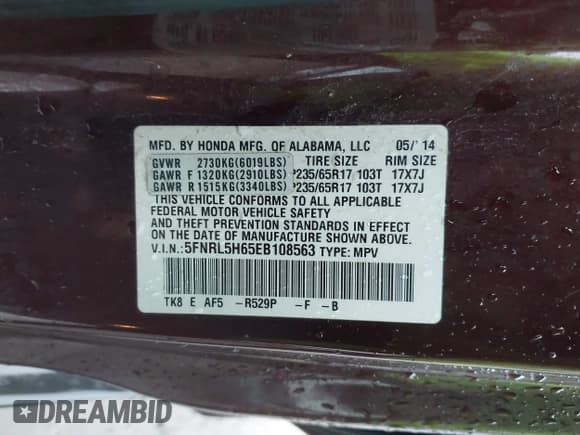 MFD. BY HONDA MFG. OF ALABAMA, LLC 05/'14
GVWR 2730KG(6019LBS) TIRE SIZE RIM SIZE
GAWR F 1320KG(2910LBS) P235/65R17 103T 17X7J
GAWR R 1515KG(3340LBS) P235/65R17 103T 17X7J
THIS VEHICLE CONFORMS TO ALL APPLICABLE
FEDERAL MOTOR VEHICLE SAFETY
AND THEFT PREVENTION STANDARDS IN EFFECT
ON THE DATE OF MANUFACTURE SHOWN ABOVE.
V.I.N.:5FNRL5H65EB108563 TYPE: MPV
TK8 E AF5 -R529P -F -B
DREAMBID